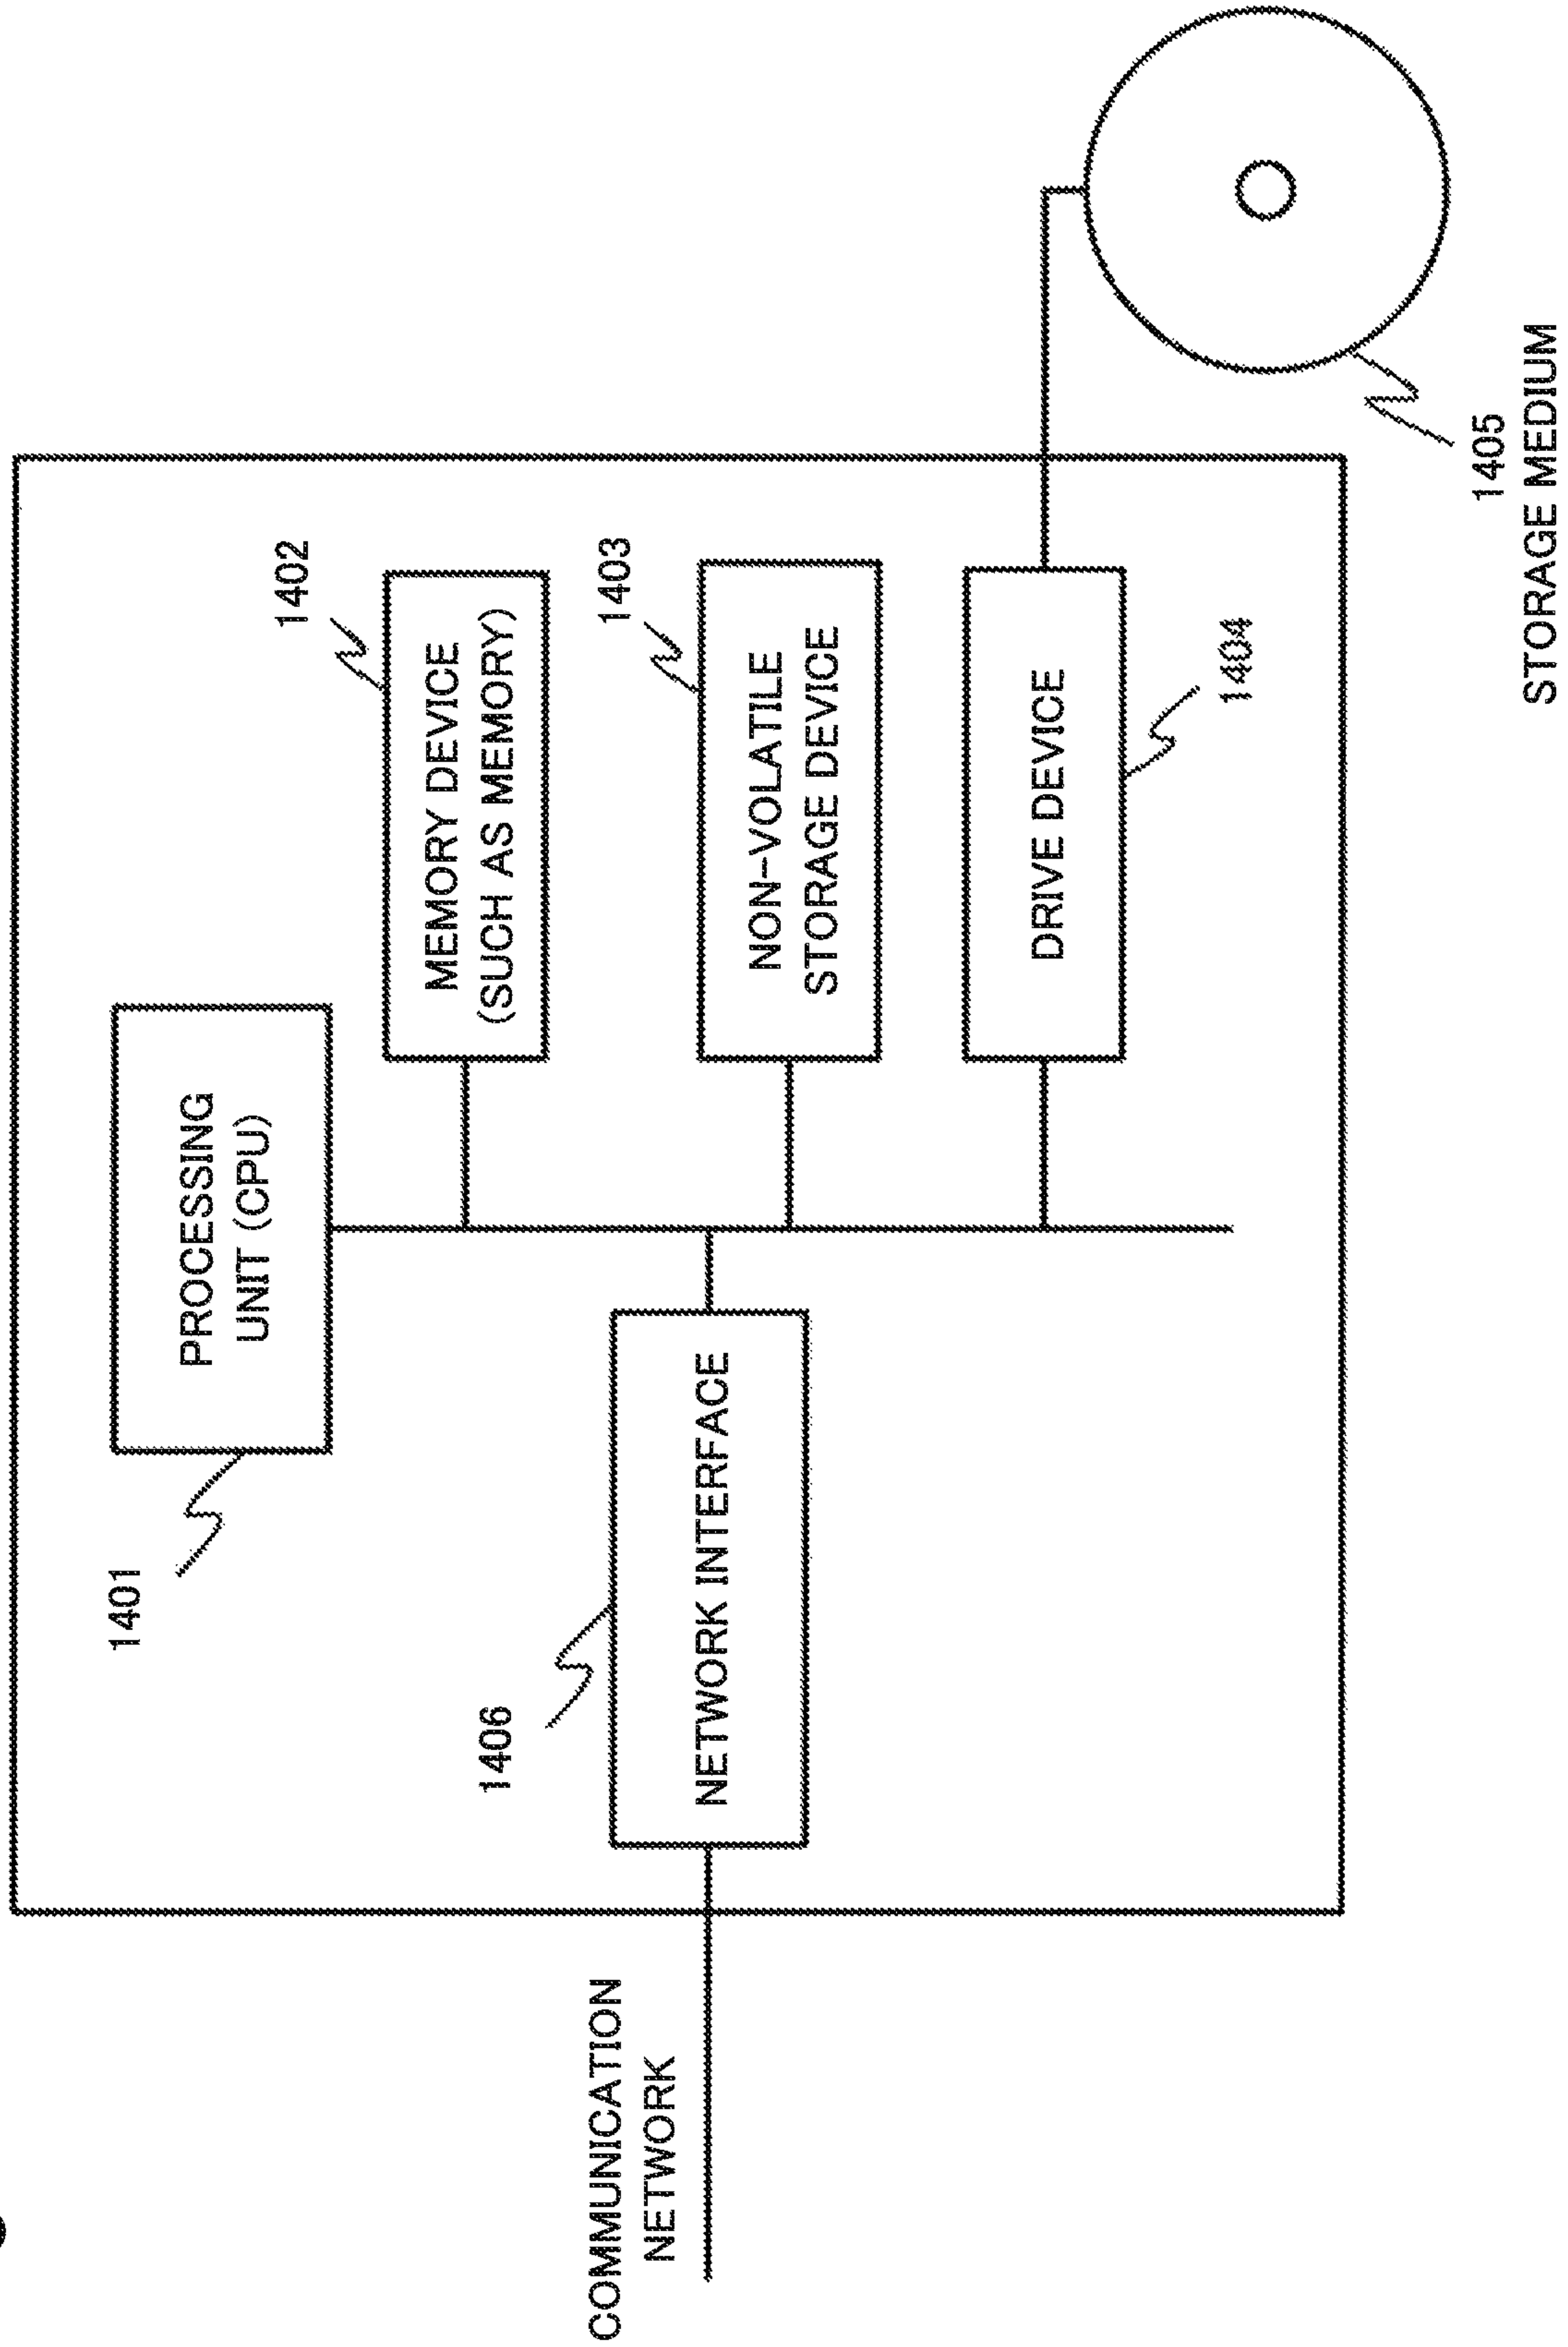 1401
PROCESSING
UNIT (CPU)
1402
MEMORY DEVICE
(SUCH AS MEMORY)
1406
NETWORK INTERFACE
1403
NON-VOLATILE
STORAGE DEVICE
COMMUNICATION
NETWORK
DRIVE DEVICE
1404
1405
STORAGE MEDIUM